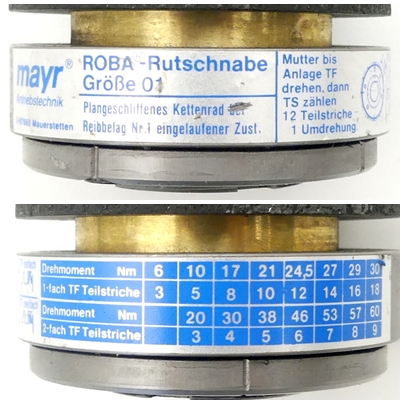 mayr®
Antriebstechnik
Mauerstetten
ROBA -Rutschnabe
Größe 01
Plangeschliffenes Kettenrad der
Reibbelag Nr.1 eingelaufener Zust.
Mutter bis
Anlage TF
drehen, dann
TS zählen
12 Teilstriche
1 Umdrehung.
Drehmoment Nm 6 10 17 21 24,5 27 29 30
1-fach TF Teilstriche 3 5 8 10 12 14 16 18
Drehmoment Nm 20 30 38 46 53 57 60
2-fach TF Teilstriche 3 4 5 6 7 8 9